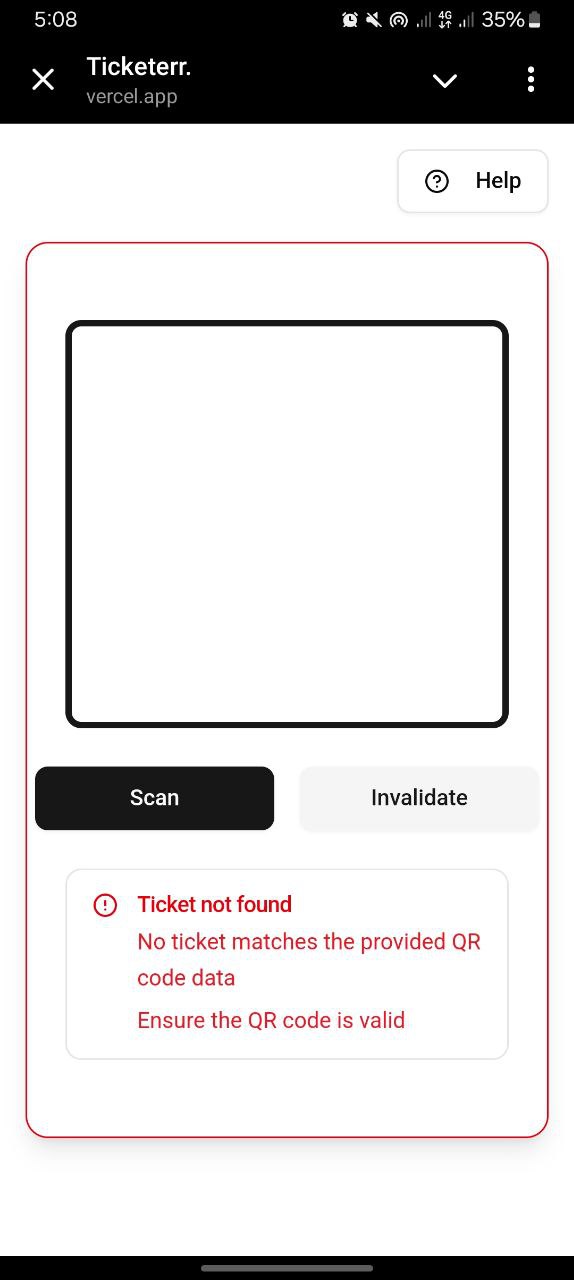 5:08
4G
35%
Ticketerr.
vercel.app
Help
Scan
Invalidate
Ticket not found
No ticket matches the provided QR
code data
Ensure the QR code is valid